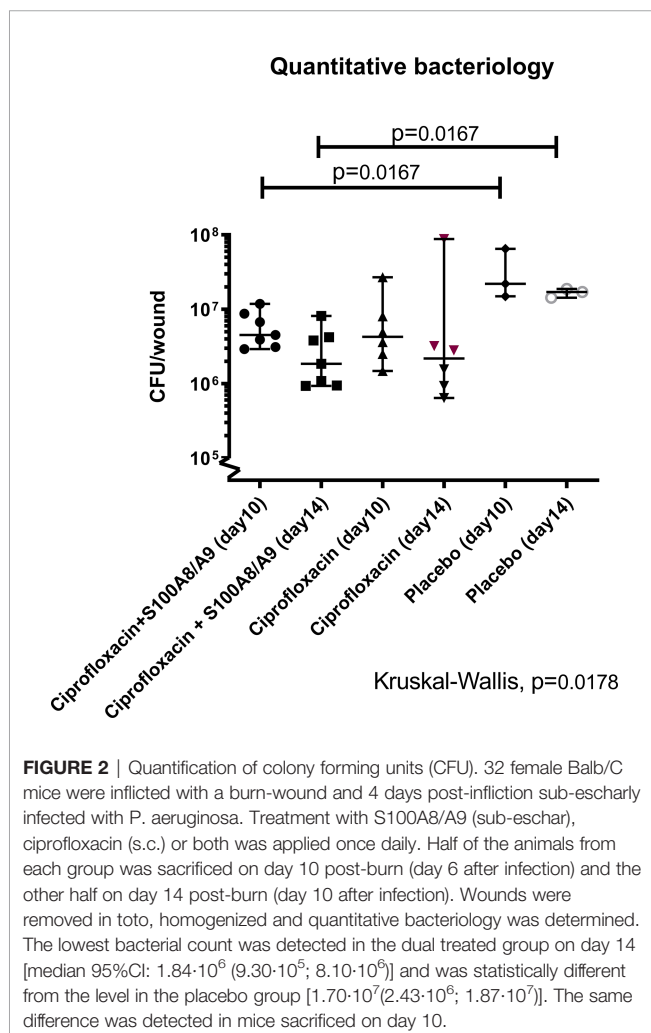 Quantitative bacteriology
p=0.0167
p=0.0167
10⁸
10⁷
10⁶
10⁵
CFU/wound
Ciprofloxacin+S100A8/A9 (day10)
Ciprofloxacin + S100A8/A9 (day14)
Ciprofloxacin (day10)
Ciprofloxacin (day14)
Placebo (day10)
Placebo (day14)
Kruskal-Wallis, p=0.0178
FIGURE 2 | Quantification of colony forming units (CFU). 32 female Balb/C
mice were inflicted with a burn-wound and 4 days post-infliction sub-escharly
infected with P. aeruginosa. Treatment with S100A8/A9 (sub-eschar),
ciprofloxacin (s.c.) or both was applied once daily. Half of the animals from
each group was sacrificed on day 10 post-burn (day 6 after infection) and the
other half on day 14 post-burn (day 10 after infection). Wounds were
removed in toto, homogenized and quantitative bacteriology was determined.
The lowest bacterial count was detected in the dual treated group on day 14
[median 95%CI: 1.84·10⁶ (9.30·10⁵; 8.10·10⁶)] and was statistically different
from the level in the placebo group [1.70·10⁷(2.43·10⁶; 1.87·10⁷)]. The same
difference was detected in mice sacrificed on day 10.